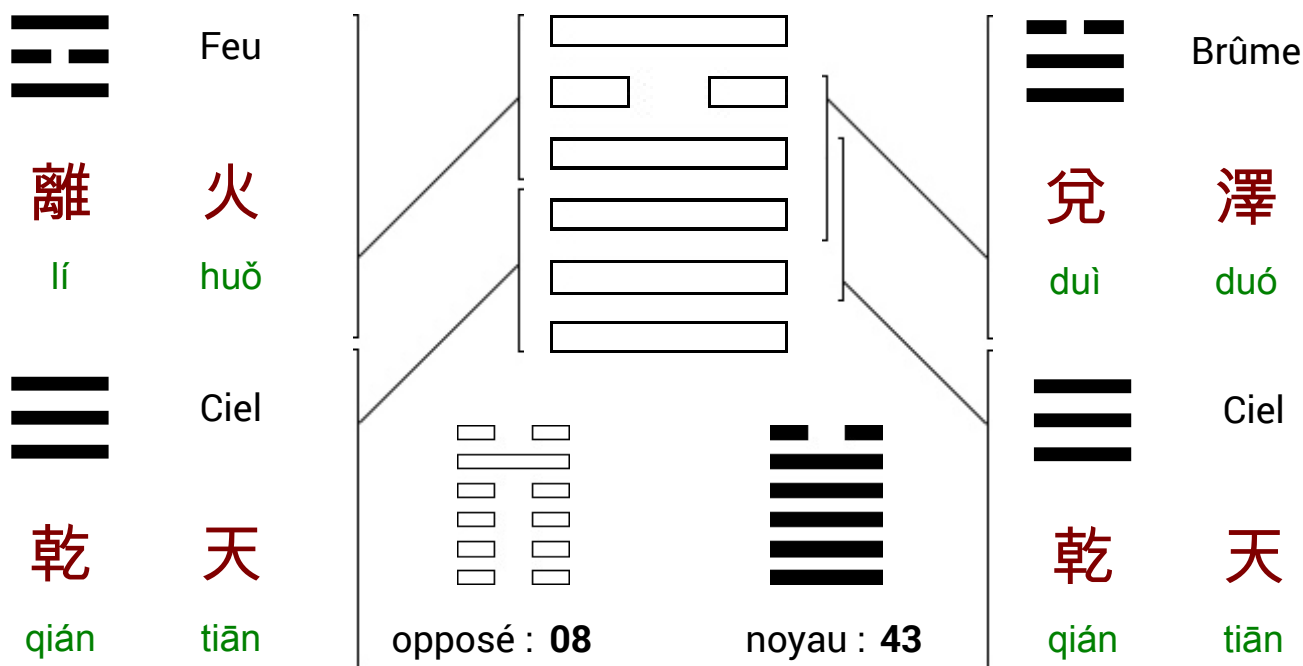 Feu
離 火
lí huǒ
Ciel
乾 天
qián tiān
opposé : 08
noyau : 43
Brûme
兌 澤
duì duó
Ciel
乾 天
qián tiān